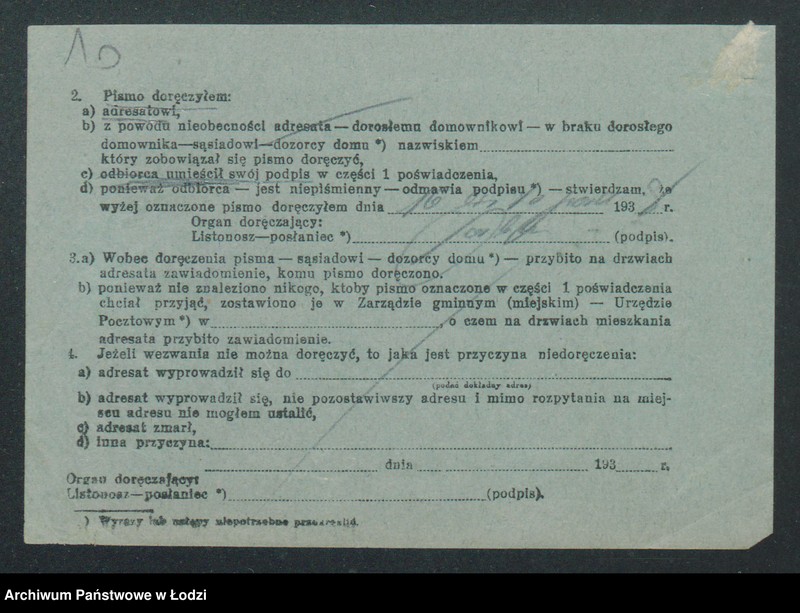 10
2. Pismo doręczyłem:
a) adresatowi,
b) z powodu nieobecności adresata — dorosłemu domownikowi — w braku dorosłego
domownika—sąsiadowi—dozorcy domu *) nazwiskiem
który zobowiązał się pismo doręczyć,
c) odbiorca umieścił swój podpis w części 1 poświadczenia,
d) ponieważ odbiorca — jest niepiśmienny — odmawia podpisu *) — stwierdzam, że
wyżej oznaczone pismo doręczyłem dnia 16 193 r.
Organ doręczający:
Listonosz—posłaniec *) (podpis).
3. a) Wobec doręczenia pisma — sąsiadowi — dozorcy domu *) — przybito na drzwiach
adresata zawiadomienie, komu pismo doręczono.
b) ponieważ nie znaleziono nikogo, ktoby pismo oznaczone w części 1 poświadczenia
chciał przyjąć, zostawiono je w Zarządzie gminnym (miejskim) — Urzędzie
Pocztowym *) w , o czem na drzwiach mieszkania
adresata przybito zawiadomienie.
4. Jeżeli wezwania nie można doręczyć, to jaka jest przyczyna niedoręczenia:
a) adresat wyprowadził się do
(podać dokładny adres)
b) adresat wyprowadził się, nie pozostawiwszy adresu i mimo rozpytania na miej-
scu adresu nie mogłem ustalić,
c) adresat zmarł,
d) inna przyczyna:
dnia 193 r.
Organ doręczający:
Listonosz—posłaniec *) (podpis).
*) Wyrazy lub ustępy niepotrzebne przekreślić.
Archiwum Państwowe w Łodzi